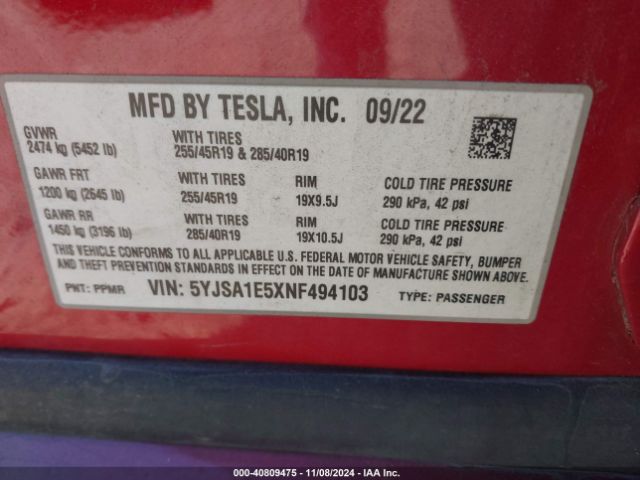 MFD BY TESLA, INC. 09/22
GVWR
2474 kg (5452 lb)
WITH TIRES
255/45R19 & 285/40R19
GAWR FRT
1200 kg (2645 lb)
WITH TIRES
255/45R19
RIM
19X9.5J
COLD TIRE PRESSURE
290 kPa, 42 psi
GAWR RR
1450 kg (3196 lb)
WITH TIRES
285/40R19
RIM
19X10.5J
COLD TIRE PRESSURE
290 kPa, 42 psi
THIS VEHICLE CONFORMS TO ALL APPLICABLE U.S. FEDERAL MOTOR VEHICLE SAFETY, BUMPER
AND THEFT PREVENTION STANDARDS IN EFFECT ON THE DATE OF MANUFACTURE SHOWN ABOVE.
PNT: PPMR VIN: 5YJSA1E5XNF494103 TYPE: PASSENGER
000-40809475 - 11/08/2024 - IAA Inc.